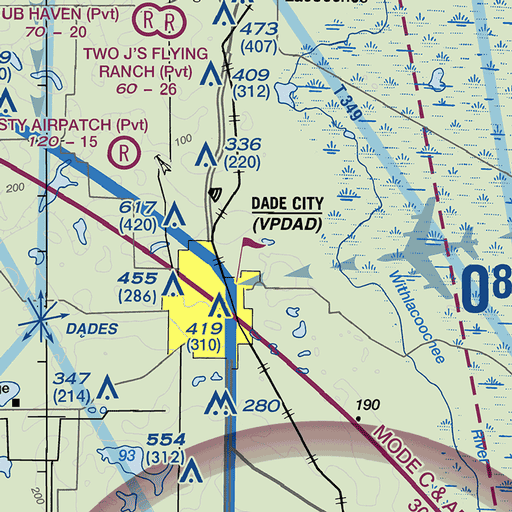 UB HAVEN (Pvt)
70 - 20
R R
473
(407)
TWO J'S FLYING
RANCH (Pvt)
60 - 26
409
(312)
T 349
STY AIRPATCH (Pvt)
120 - 15
R
100
336
(220)
200
DADE CITY
(VPDAD)
617
(420)
455
(286)
419
(310)
DADES
Withlacoochee
River
08
347
(214)
280
190
554
(312)
93
200
MODE C & A
30